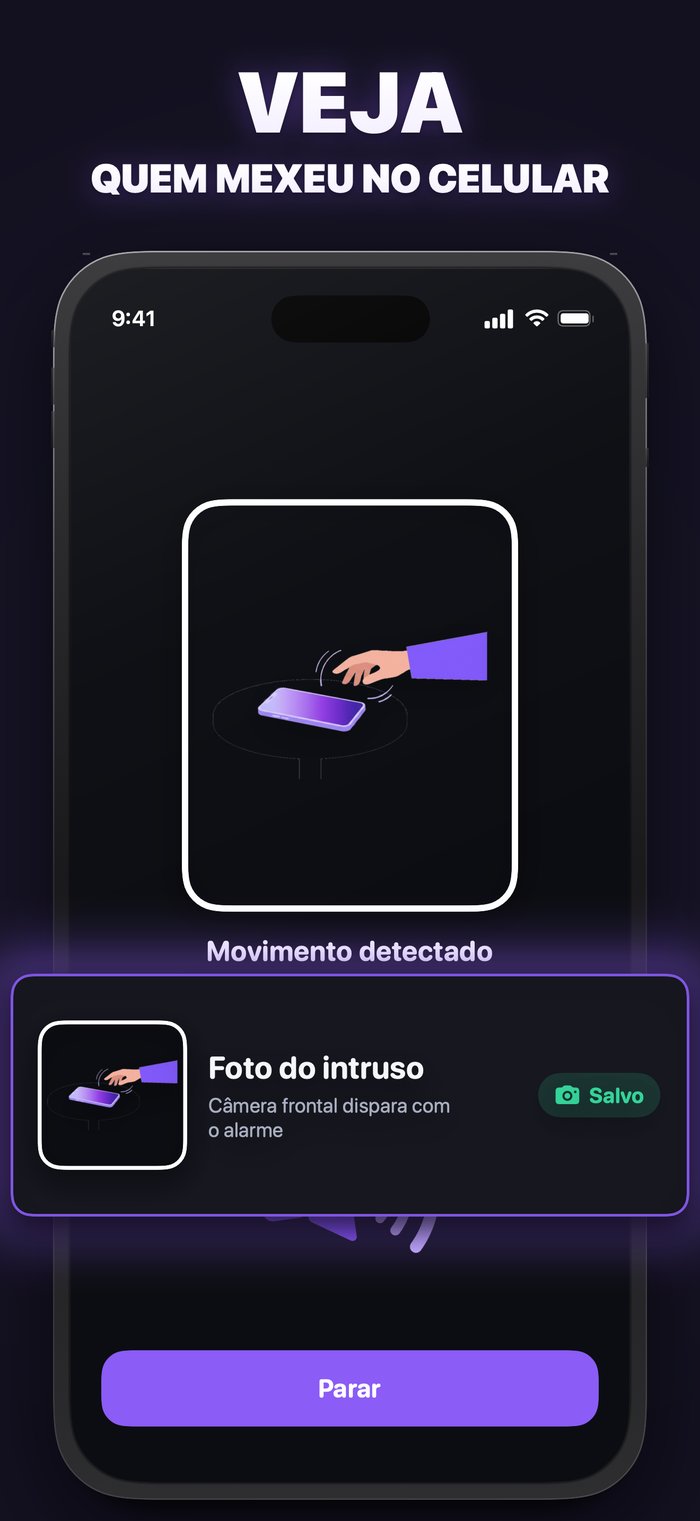 VEJA
QUEM MEXEU NO CELULAR
9:41
Movimento detectado
Foto do intruso
Câmera frontal dispara com
o alarme
Salvo
Parar